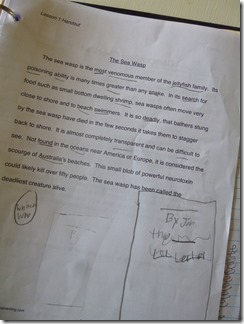 Lesson 1 Handout
The Sea Wasp
The sea wasp is the most venomous member of the jellyfish family. Its
poisoning ability is many times greater than any snake. In its search for
food such as small bottom dwelling shrimp, sea wasps often move very
close to shore and to beach swimmers. It is so deadly, that bathers stung
by the sea wasp have died in the few seconds it takes them to stagger
back to shore. It is almost completely transparent and can be difficult to
see. Not found in the oceans near America or Europe, it is considered the
scourge of Australia's beaches. This small blob of powerful neurotoxin
could likely kill over fifty people. The sea wasp has been called the
deadliest creature alive.
By